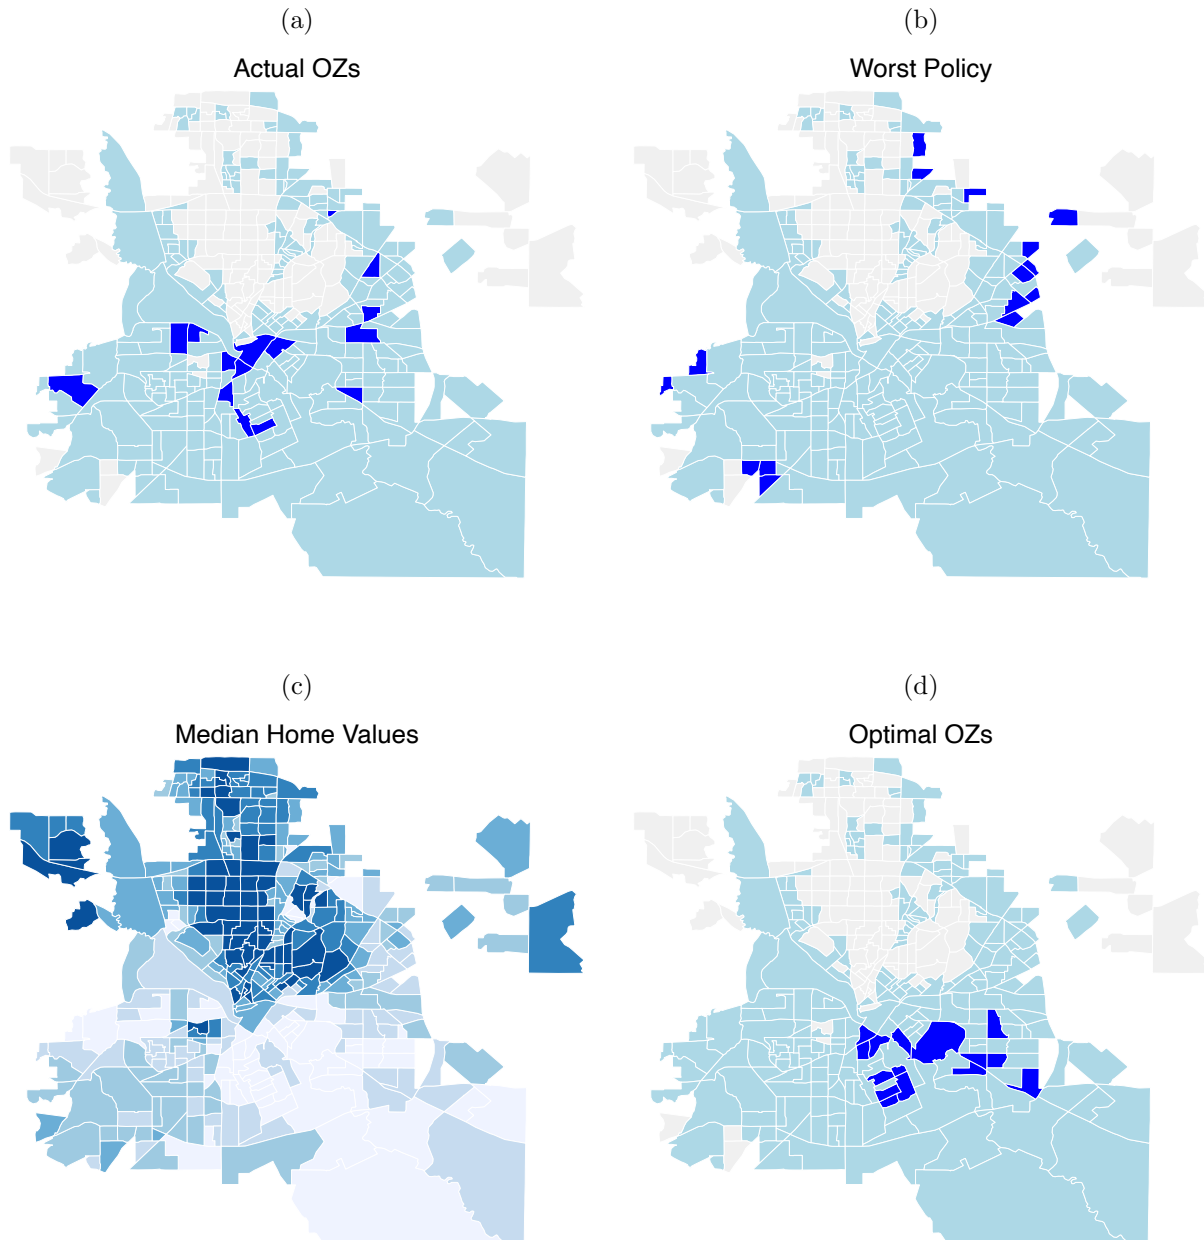 (a)
Actual OZs
(b)
Worst Policy
(c)
Median Home Values
(d)
Optimal OZs